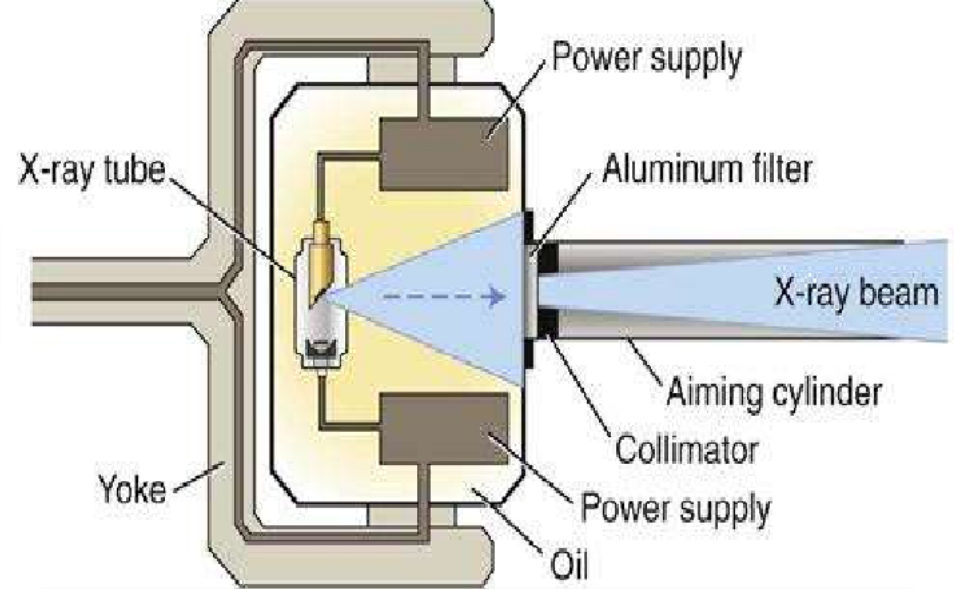 Power supply
X-ray tube
Aluminum filter
X-ray beam
Aiming cylinder
Collimator
Yoke
Power supply
Oil